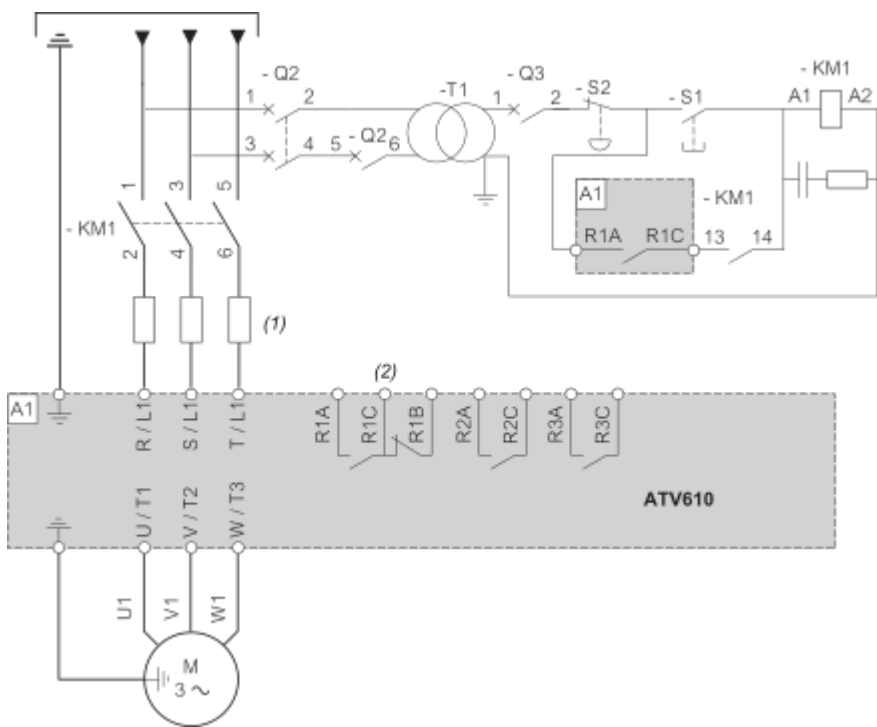 - Q2
1
2
3
4
- Q2
5
6
-T1
- Q3
1
2
- S2
- S1
- KM1
A1
A2
A1
R1A
R1C
- KM1
13
14
1
3
5
- KM1
2
4
6
(1)
(2)
A1
R / L1
S / L1
T / L1
R1A
R1C
R1B
R2A
R2C
R3A
R3C
ATV610
U / T1
V / T2
W / T3
U1
V1
W1
M
3 ~